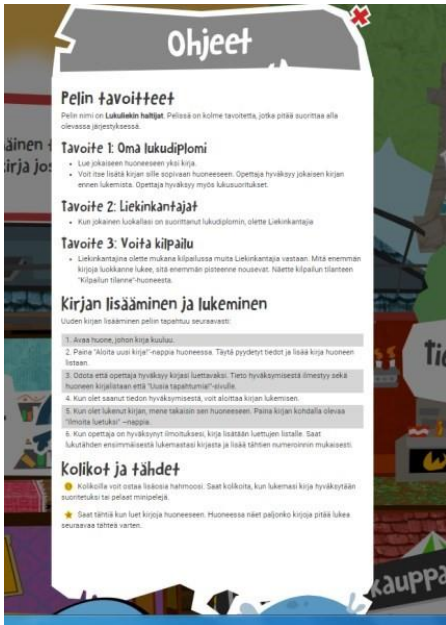 Ohjeet
Pelin tavoitteet
Pelin nimi on Lukuliekin haltijat. Pelissä on kolme tavoitetta, jotka pitää suorittaa alla
olevassa järjestyksessä.
Tavoite 1: Oma lukudiplomi
• Lue jokaiseen huoneeseen yksi kirja.
• Voit itse lisätä kirjan sille sopivaan huoneeseen. Opettaja hyväksyy jokaisen kirjan
ennen lukemista. Opettaja hyväksyy myös lukusuoritukset.
Tavoite 2: Liekinkantajat
• Kun jokainen luokallasi on suorittanut lukudiplomin, olette Liekinkantajia
Tavoite 3: Voita kilpailu
• Liekinkantajina olette mukana kilpailussa muita Liekinkantajia vastaan. Mitä enemmän
kirjoja luokkanne lukee, sitä enemmän pisteenne nousevat. Näette kilpailun tilanteen
"Kilpailun tilanne"-huoneesta.
Kirjan lisääminen ja lukeminen
Uuden kirjan lisääminen peliin tapahtuu seuraavasti:
1. Avaa huone, johon kirja kuuluu.
2. Paina "Aloita uusi kirja!"-nappia huoneessa. Täytä pyydetyt tiedot ja lisää kirja huoneen
listaan.
3. Odota että opettaja hyväksyy kirjasi luettavaksi. Tieto hyväksymisestä ilmestyy sekä
huoneen kirjalistaan että "Uusia tapahtumia!"-sivulle.
4. Kun olet saanut tiedon hyväksymisestä, voit aloittaa kirjan lukemisen.
5. Kun olet lukenut kirjan, mene takaisin sen huoneeseen. Paina kirjan kohdalla olevaa
"Ilmoita luetuksi" –nappia.
6. Kun opettaja on hyväksynyt ilmoituksesi, kirja lisätään luettujen listalle. Saat
lukutähden ensimmäisestä lukemastasi kirjasta ja lisää tähtien numeroinnin mukaisesti.
Kolikot ja tähdet
Kolikoilla voit ostaa lisäosia hahmoosi. Saat kolikoita, kun lukemasi kirja hyväksytään
suoritetuksi tai pelaat minipelejä.
Saat tähtiä kun luet kirjoja huoneeseen. Huoneessa näet paljonko kirjoja pitää lukea
seuraavaa tähteä varten.
kauppa